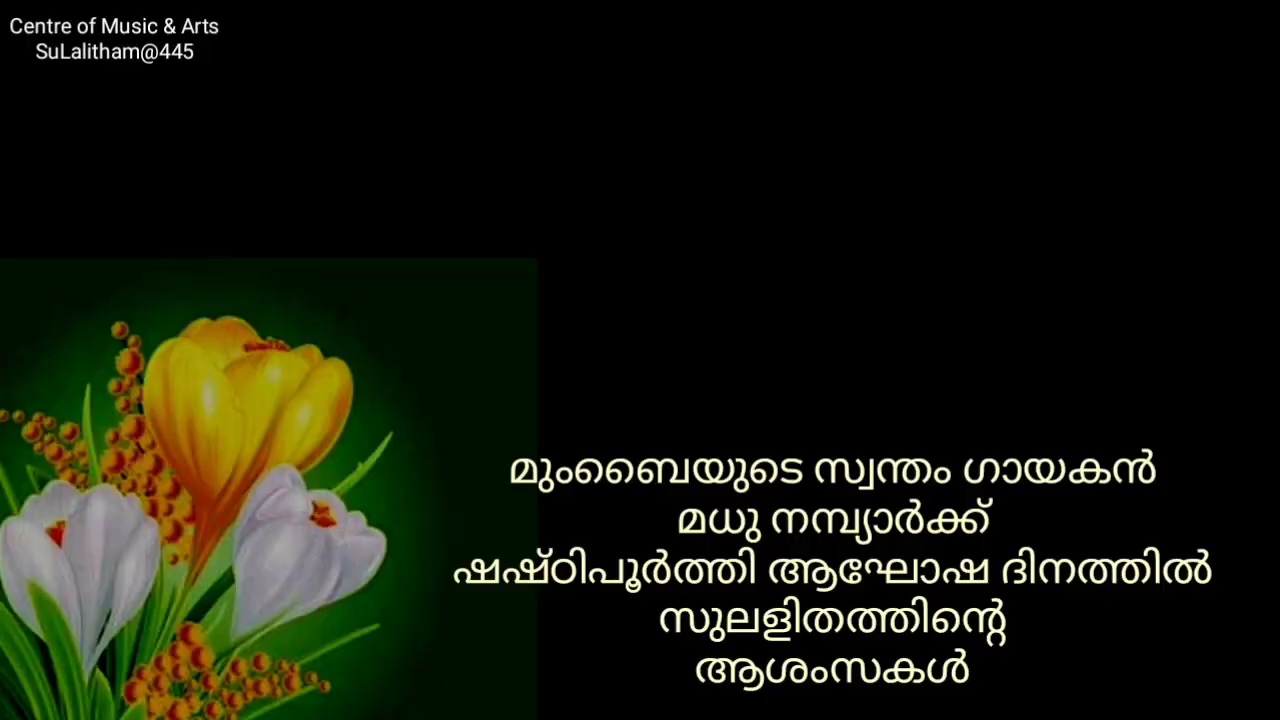 Centre of Music & Arts
SuLalitham@445
മുംബൈയുടെ സ്വന്തം ഗായകൻ
മധു നമ്പ്യാർക്ക്
ഷഷ്ഠിപൂർത്തി ആഘോഷ ദിനത്തിൽ
സുലളിതത്തിന്റെ
ആശംസകൾ